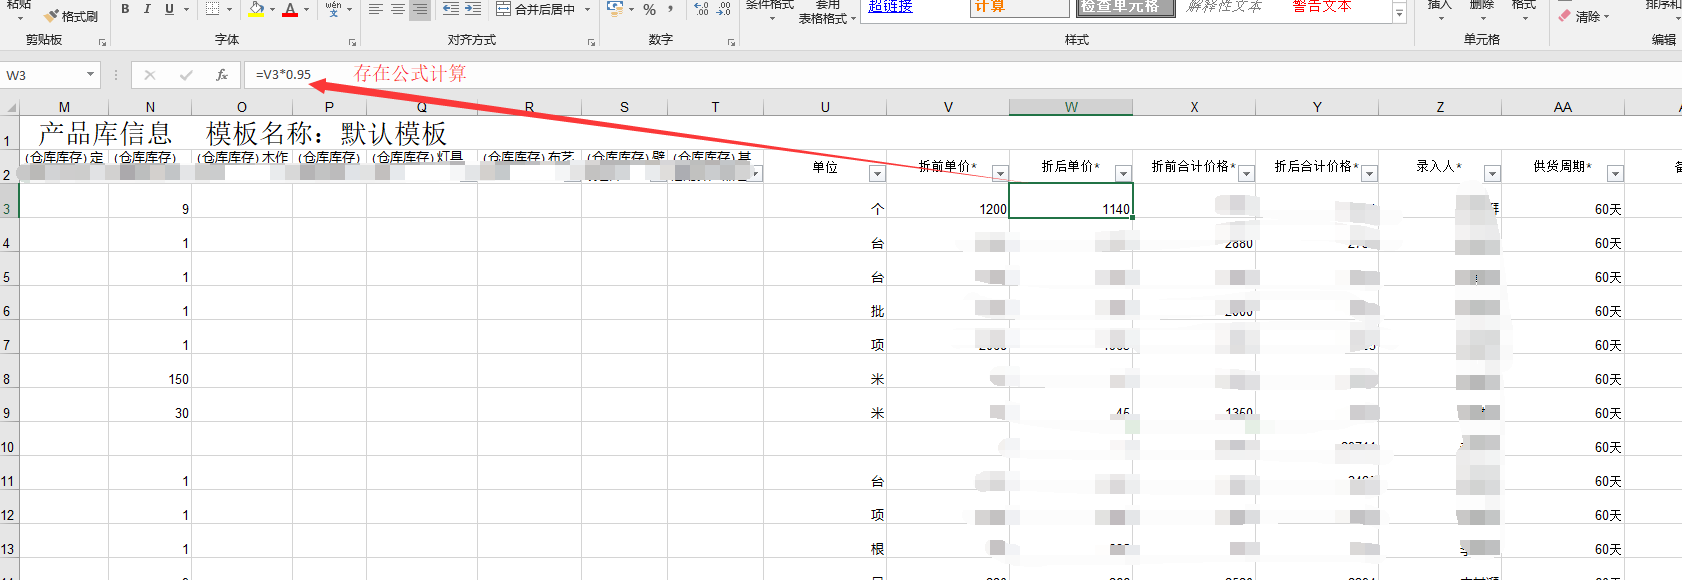 粘贴 格式刷 B I U A wén 文 合并后居中 % , 条件格式 套用 表格格式 超链接 计算 检查单元格 解释性文本 警告文本 插入 删除 格式 清除 排序和
剪贴板 字体 对齐方式 数字 样式 单元格 编辑
W3 fx =V3*0.95 存在公式计算
M N O P Q R S T U V W X Y Z AA
1 产品库信息 模板名称：默认模板
2 (仓库库存)定 (仓库库存) (仓库库存)木作 (仓库库存) (仓库库存)灯具 (仓库库存)布艺 (仓库库存)壁 (仓库库存)基 单位 折前单价* 折后单价* 折前合计价格* 折后合计价格* 录入人* 供货周期*
3 9 个 1200 1140 60天
4 1 台 2880 60天
5 1 台 60天
6 1 批 60天
7 1 项 60天
8 150 米 60天
9 30 米 45 1350 60天
10 60天
11 1 台 60天
12 1 项 60天
13 1 根 60天